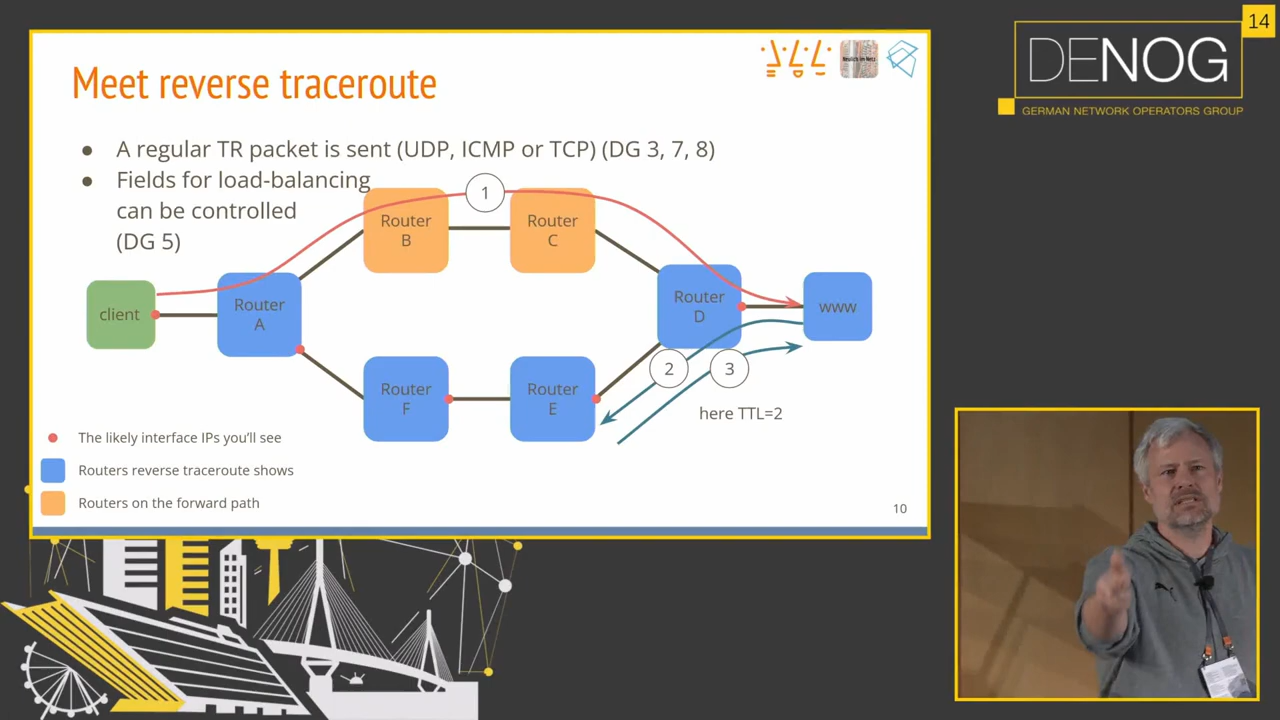 14
DENOG
GERMAN NETWORK OPERATORS GROUP
Meet reverse traceroute
● A regular TR packet is sent (UDP, ICMP or TCP) (DG 3, 7, 8)
● Fields for load-balancing
can be controlled
(DG 5)
1
Router
B
Router
C
client
Router
A
Router
D
www
2
3
Router
F
Router
E
here TTL=2
The likely interface IPs you'll see
Routers reverse traceroute shows
Routers on the forward path
10